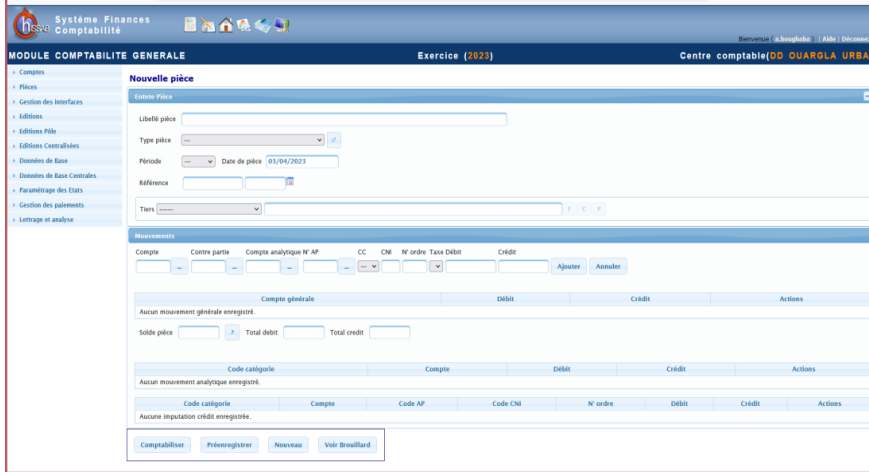 hissab
Système Finances
Comptabilité
Bienvenue ( a.boughaba ) | Aide | Déconnex
MODULE COMPTABILITE GENERALE Exercice (2023) Centre comptable(DD OUARGLA URBA
Comptes
Pièces
Gestion des Interfaces
Editions
Editions Pôle
Editions Centralisées
Données de Base
Données de Base Centrales
Paramétrage des Etats
Gestion des paiements
Lettrage et analyse
Nouvelle pièce
Entete Pièce
Libellé pièce
Type pièce ---
Période --- Date de pièce 03/04/2023
Référence
Tiers ------- F C P
Mouvements
Compte Contre partie Compte analytique N° AP CC CNI N° ordre Taxe Débit Crédit
... ... ... ... --- Ajouter Annuler
Compte générale Débit Crédit Actions
Aucun mouvement générale enregistré.
Solde pièce ? Total debit Total credit
Code catégorie Compte Débit Crédit Actions
Aucun mouvement analytique enregistré.
Code catégorie Compte Code AP Code CNI N° ordre Débit Crédit Actions
Aucune imputation crédit enregistrée.
Comptabiliser Préenregistrer Nouveau Voir Brouillard